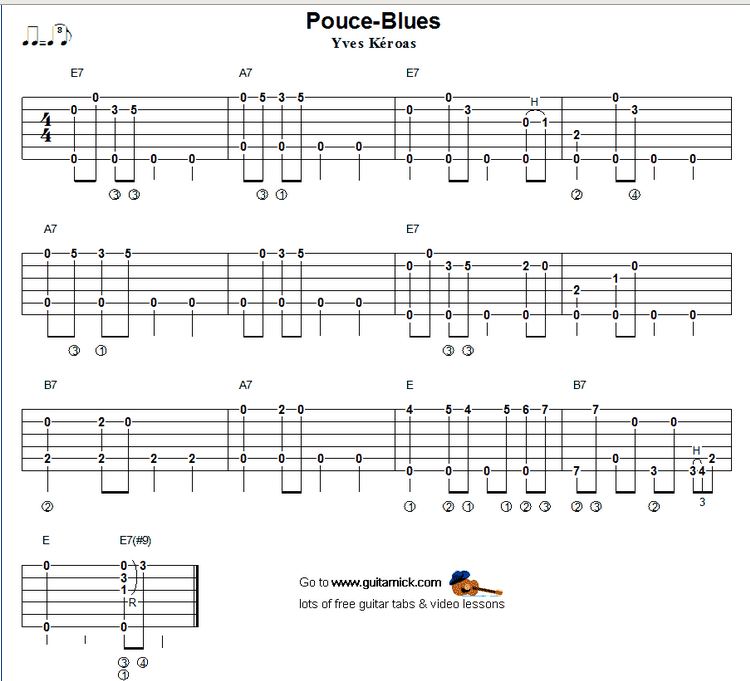 Pouce-Blues
Yves Kéroas
3
=
E7 A7 E7
0 0 5 3 5 0 0
0 3 5 0 3 H 3
4 0 1
4 2
0 0 0 0
0 0 0 0 0 0 0 0 0 0 0 0
③ ③ ③ ① ② ④
A7 E7
0 5 3 5 0 3 5 0
0 3 5 2 0 0
1
2
0 0 0 0 0 0 0 0
0 0 0 0 0 0 0 0
③ ① ③ ③
B7 A7 E B7
0 2 0 4 5 4 5 6 7 7
0 2 0 0 0
H
2 2 2 2 0 0 0 0 0 2
0 0 0 0 7 3 3 4
② ① ② ① ① ② ③ ② ③ ② 3
E E7(#9)
0 0 3
3
1
R
0 0
③ ④
①
Go to www.guitarnick.com
lots of free guitar tabs & video lessons